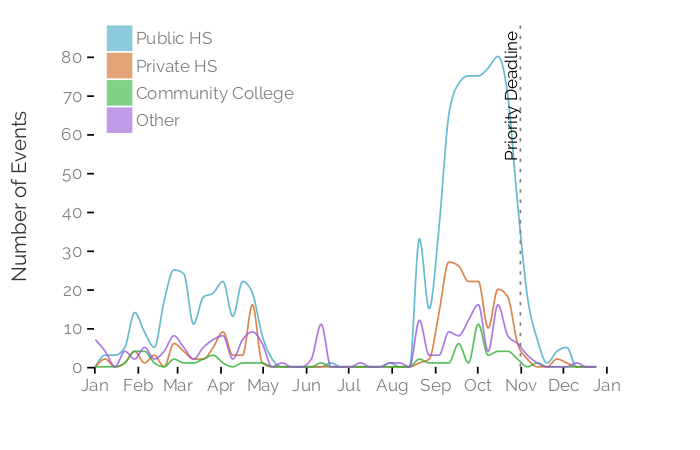 Public HS
Private HS
Community College
Other
Priority Deadline
Number of Events
80
70
60
50
40
30
20
10
0
Jan Feb Mar Apr May Jun Jul Aug Sep Oct Nov Dec Jan